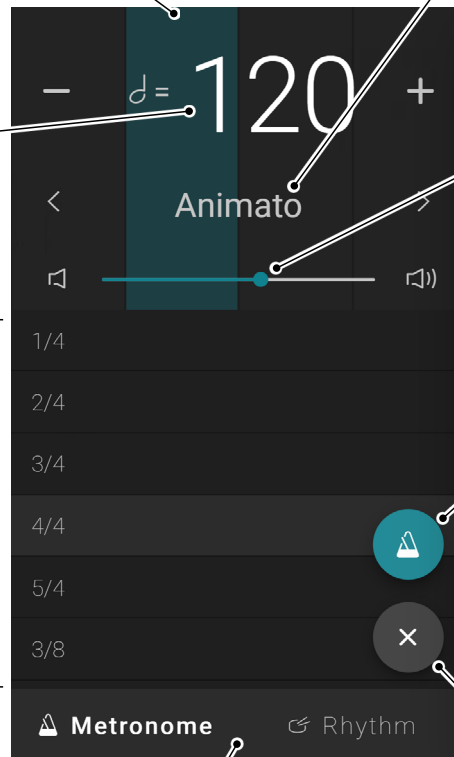 − 𝅗𝅥 = 120 +
< Animato >
1/4
2/4
3/4
4/4
5/4
3/8
Metronome Rhythm